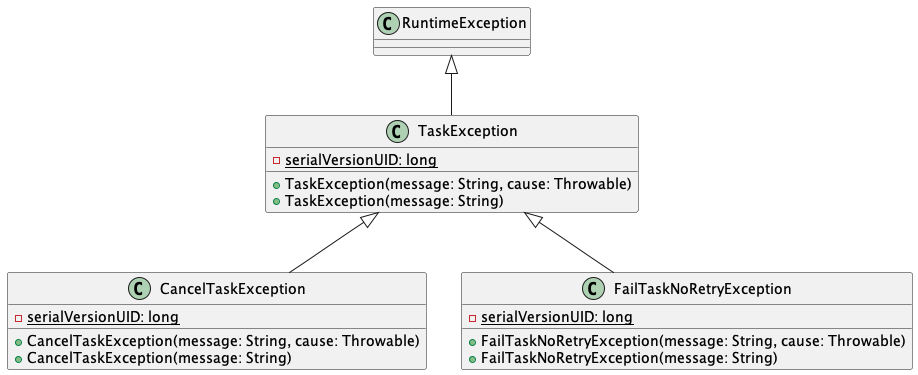 C RuntimeException
C TaskException
serialVersionUID: long
TaskException(message: String, cause: Throwable)
TaskException(message: String)
C CancelTaskException
serialVersionUID: long
CancelTaskException(message: String, cause: Throwable)
CancelTaskException(message: String)
C FailTaskNoRetryException
serialVersionUID: long
FailTaskNoRetryException(message: String, cause: Throwable)
FailTaskNoRetryException(message: String)